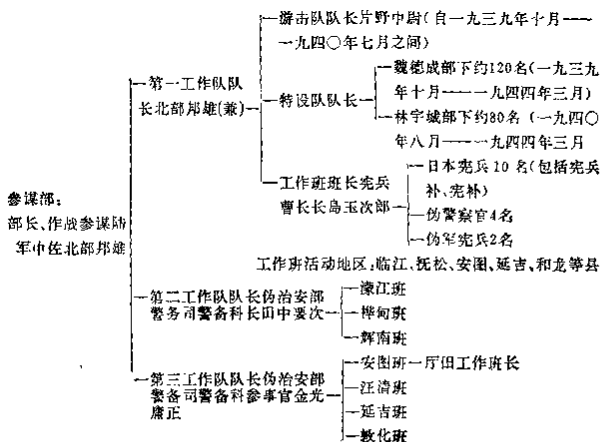 游击队队长片野中尉(自一九三九年十月——
一九四〇年七月之间)
第一工作队队
长北部邦雄(兼)
特设队队长
魏德成部下约120名(一九三九
年十月——一九四四年三月)
林宇城部下约80名(一九四〇
年八月——一九四四年三月
工作班班长宪兵
曹长长岛玉次郎
日本宪兵10名(包括宪兵
补、宪补)
伪警察官4名
伪军宪兵2名
工作班活动地区:临江、抚松、安图、延吉、和龙等县
参谋部:
部长、作战参谋陆
军中佐北部邦雄
第二工作队队长伪治安部
警务司警备科长田中要次
濛江班
桦甸班
辉南班
第三工作队队长伪治安部
警备司警备科参事官金光
庸正
安图班—厅田工作班长
汪清班
延吉班
敦化班